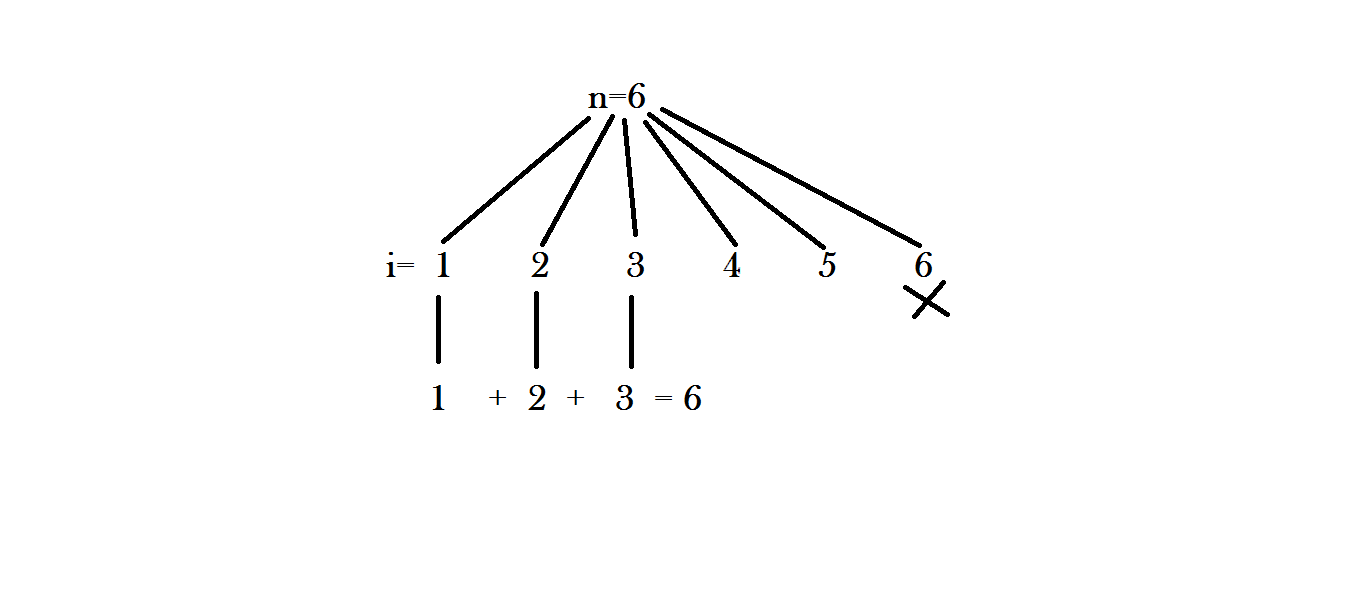 n=6
i= 1 2 3 4 5 6
1 + 2 + 3 = 6